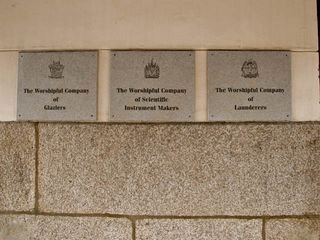 The Worshipful Company
of
Glaziers
The Worshipful Company
of Scientific
Instrument Makers
The Worshipful Company
of
Launderers